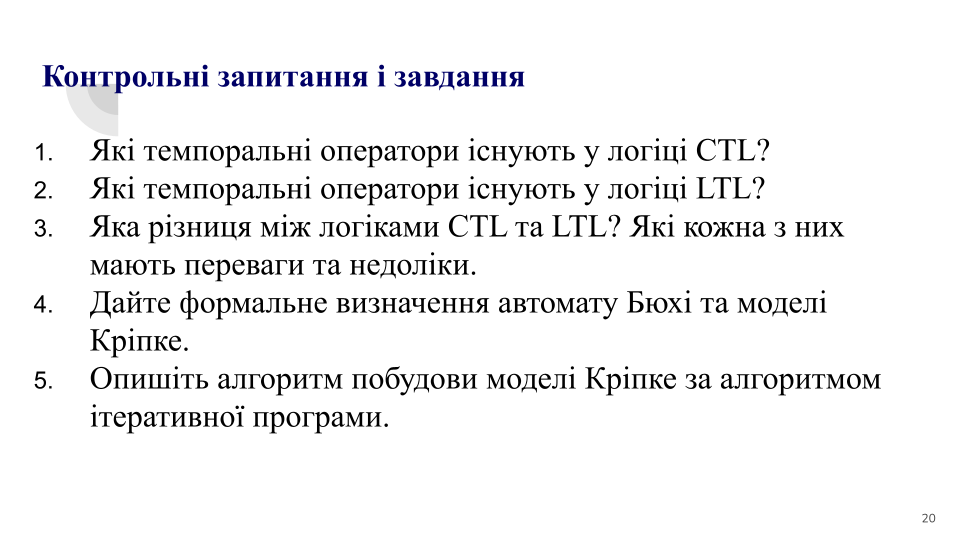 Контрольні запитання і завдання
1. Які темпоральні оператори існують у логіці CTL?
2. Які темпоральні оператори існують у логіці LTL?
3. Яка різниця між логіками CTL та LTL? Які кожна з них
мають переваги та недоліки.
4. Дайте формальне визначення автомату Бюхі та моделі
Кріпке.
5. Опишіть алгоритм побудови моделі Кріпке за алгоритмом
ітеративної програми.
20